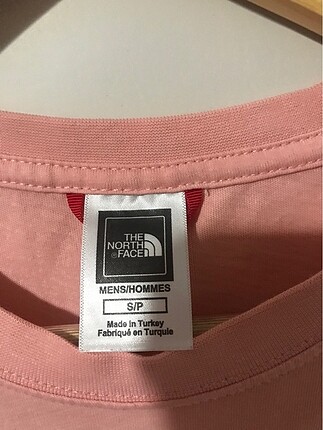 THE
NORTH
FACE
MENS/HOMMES
S/P
Made in Turkey
Fabriqué en Turquie